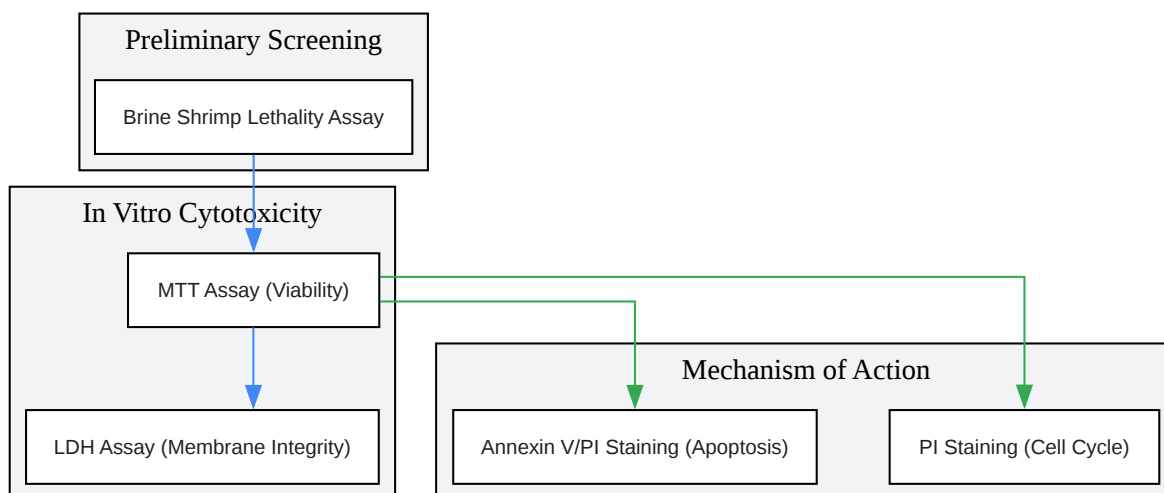 Preliminary Screening
Brine Shrimp Lethality Assay
In Vitro Cytotoxicity
MTT Assay (Viability)
LDH Assay (Membrane Integrity)
Mechanism of Action
Annexin V/PI Staining (Apoptosis)
PI Staining (Cell Cycle)